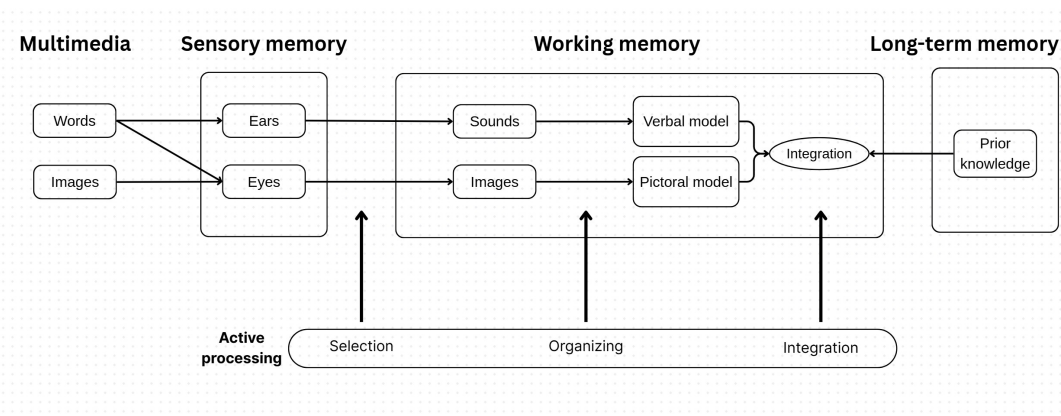 Multimedia
Sensory memory
Working memory
Long-term memory
Words
Ears
Sounds
Verbal model
Integration
Prior
knowledge
Images
Eyes
Images
Pictoral model
Active
processing
Selection
Organizing
Integration